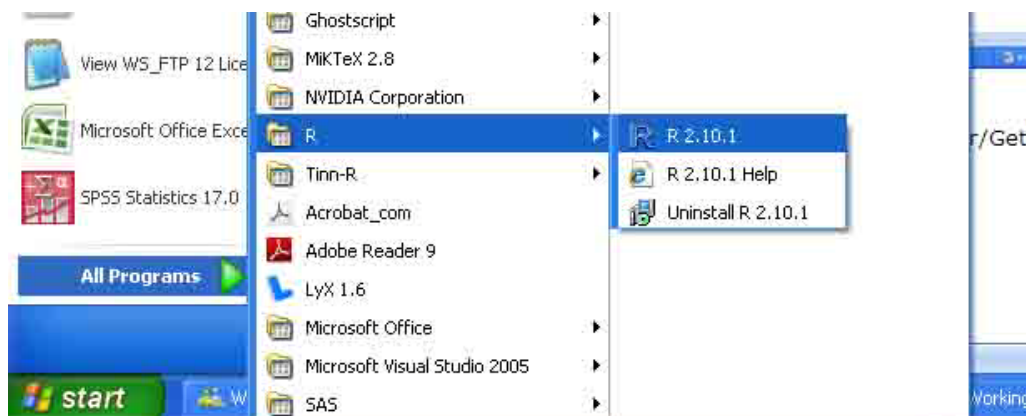 View WS_FTP 12 Lice
Microsoft Office Exce
SPSS Statistics 17.0
All Programs
start
W
Ghostscript
MiKTeX 2.8
NVIDIA Corporation
R
Tinn-R
Acrobat_com
Adobe Reader 9
LyX 1.6
Microsoft Office
Microsoft Visual Studio 2005
SAS
R 2.10.1
R 2.10.1 Help
Uninstall R 2.10.1
r/Get
Working